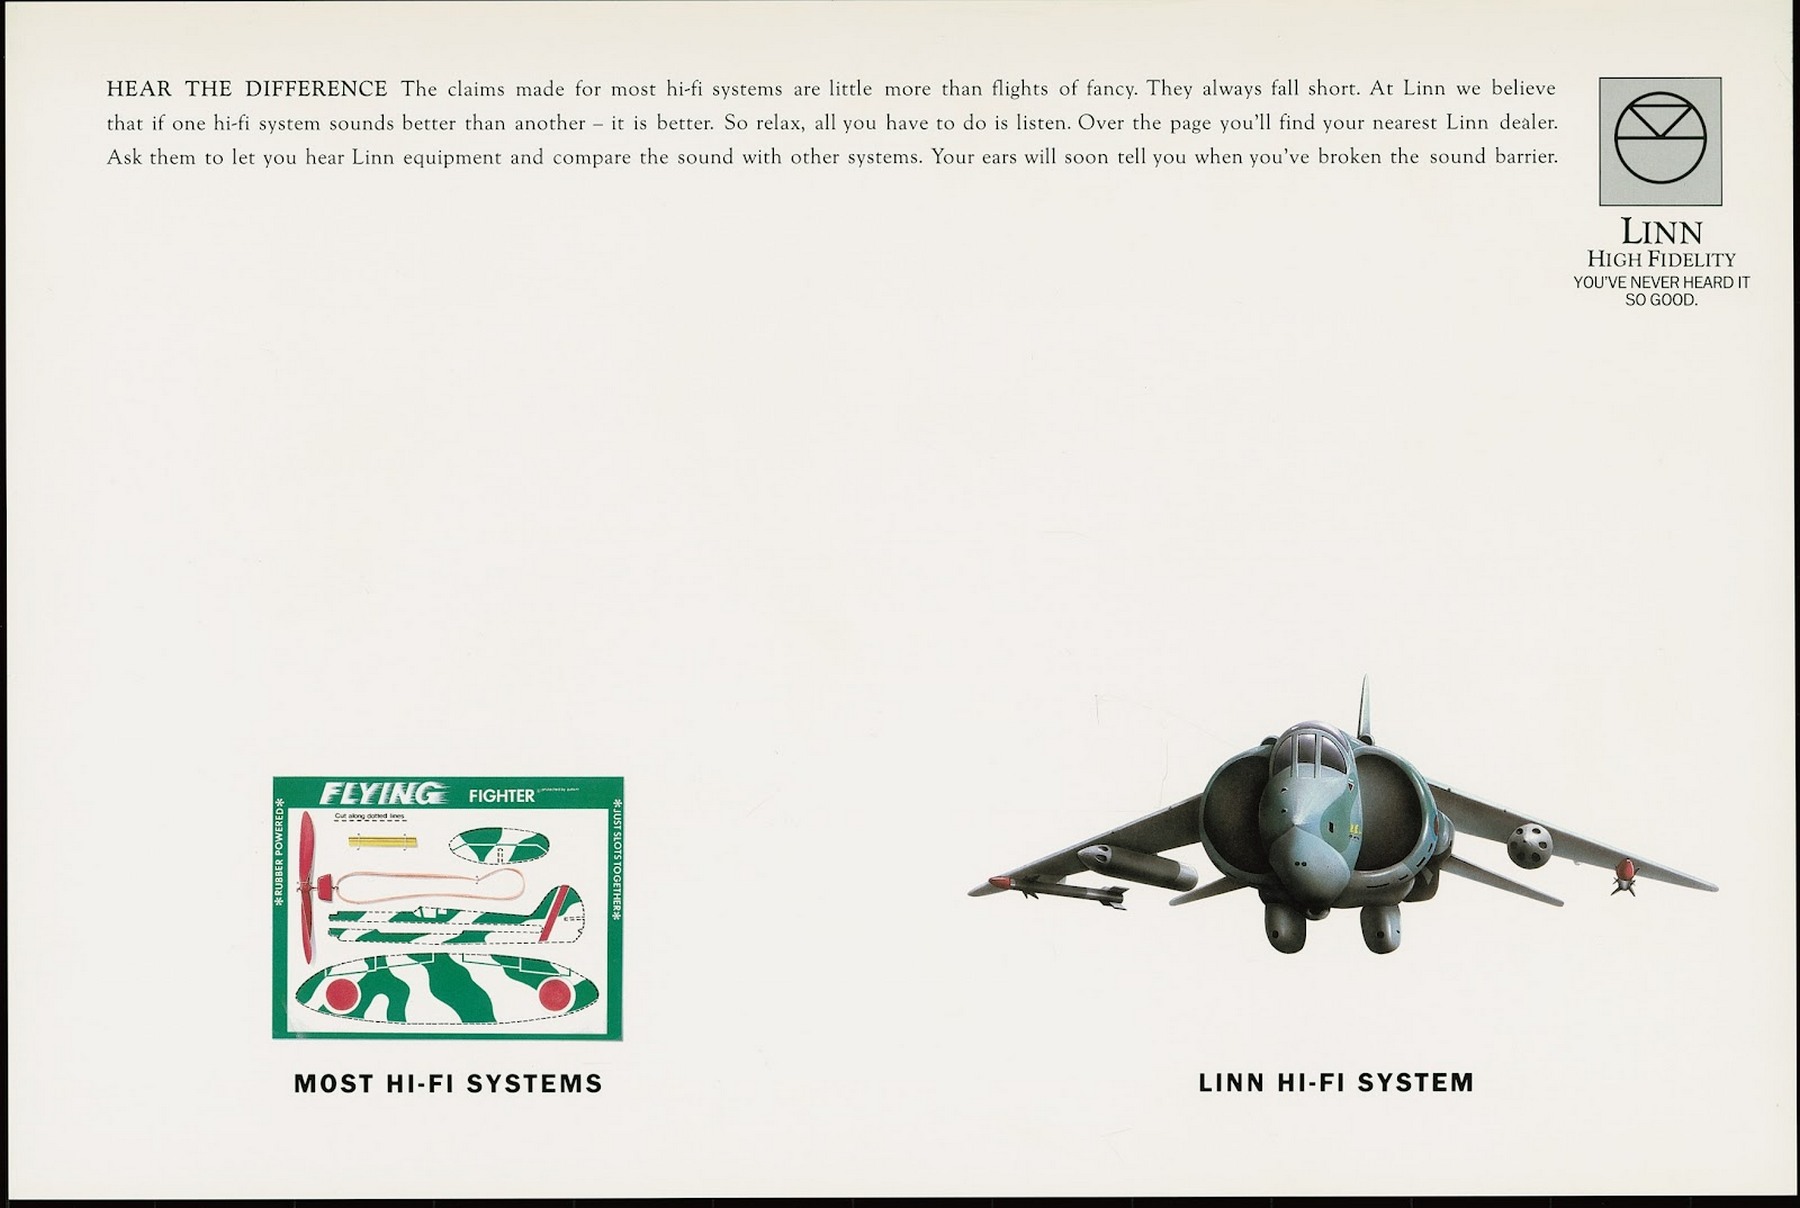 HEAR THE DIFFERENCE The claims made for most hi-fi systems are little more than flights of fancy. They always fall short. At Linn we believe
that if one hi-fi system sounds better than another – it is better. So relax, all you have to do is listen. Over the page you'll find your nearest Linn dealer.
Ask them to let you hear Linn equipment and compare the sound with other systems. Your ears will soon tell you when you've broken the sound barrier.
LINN
HIGH FIDELITY
YOU'VE NEVER HEARD IT
SO GOOD.
FLYING FIGHTER
Cut along dotted lines
*RUBBER POWERED*
*JUST SLOTS TOGETHER*
MOST HI-FI SYSTEMS
LINN HI-FI SYSTEM